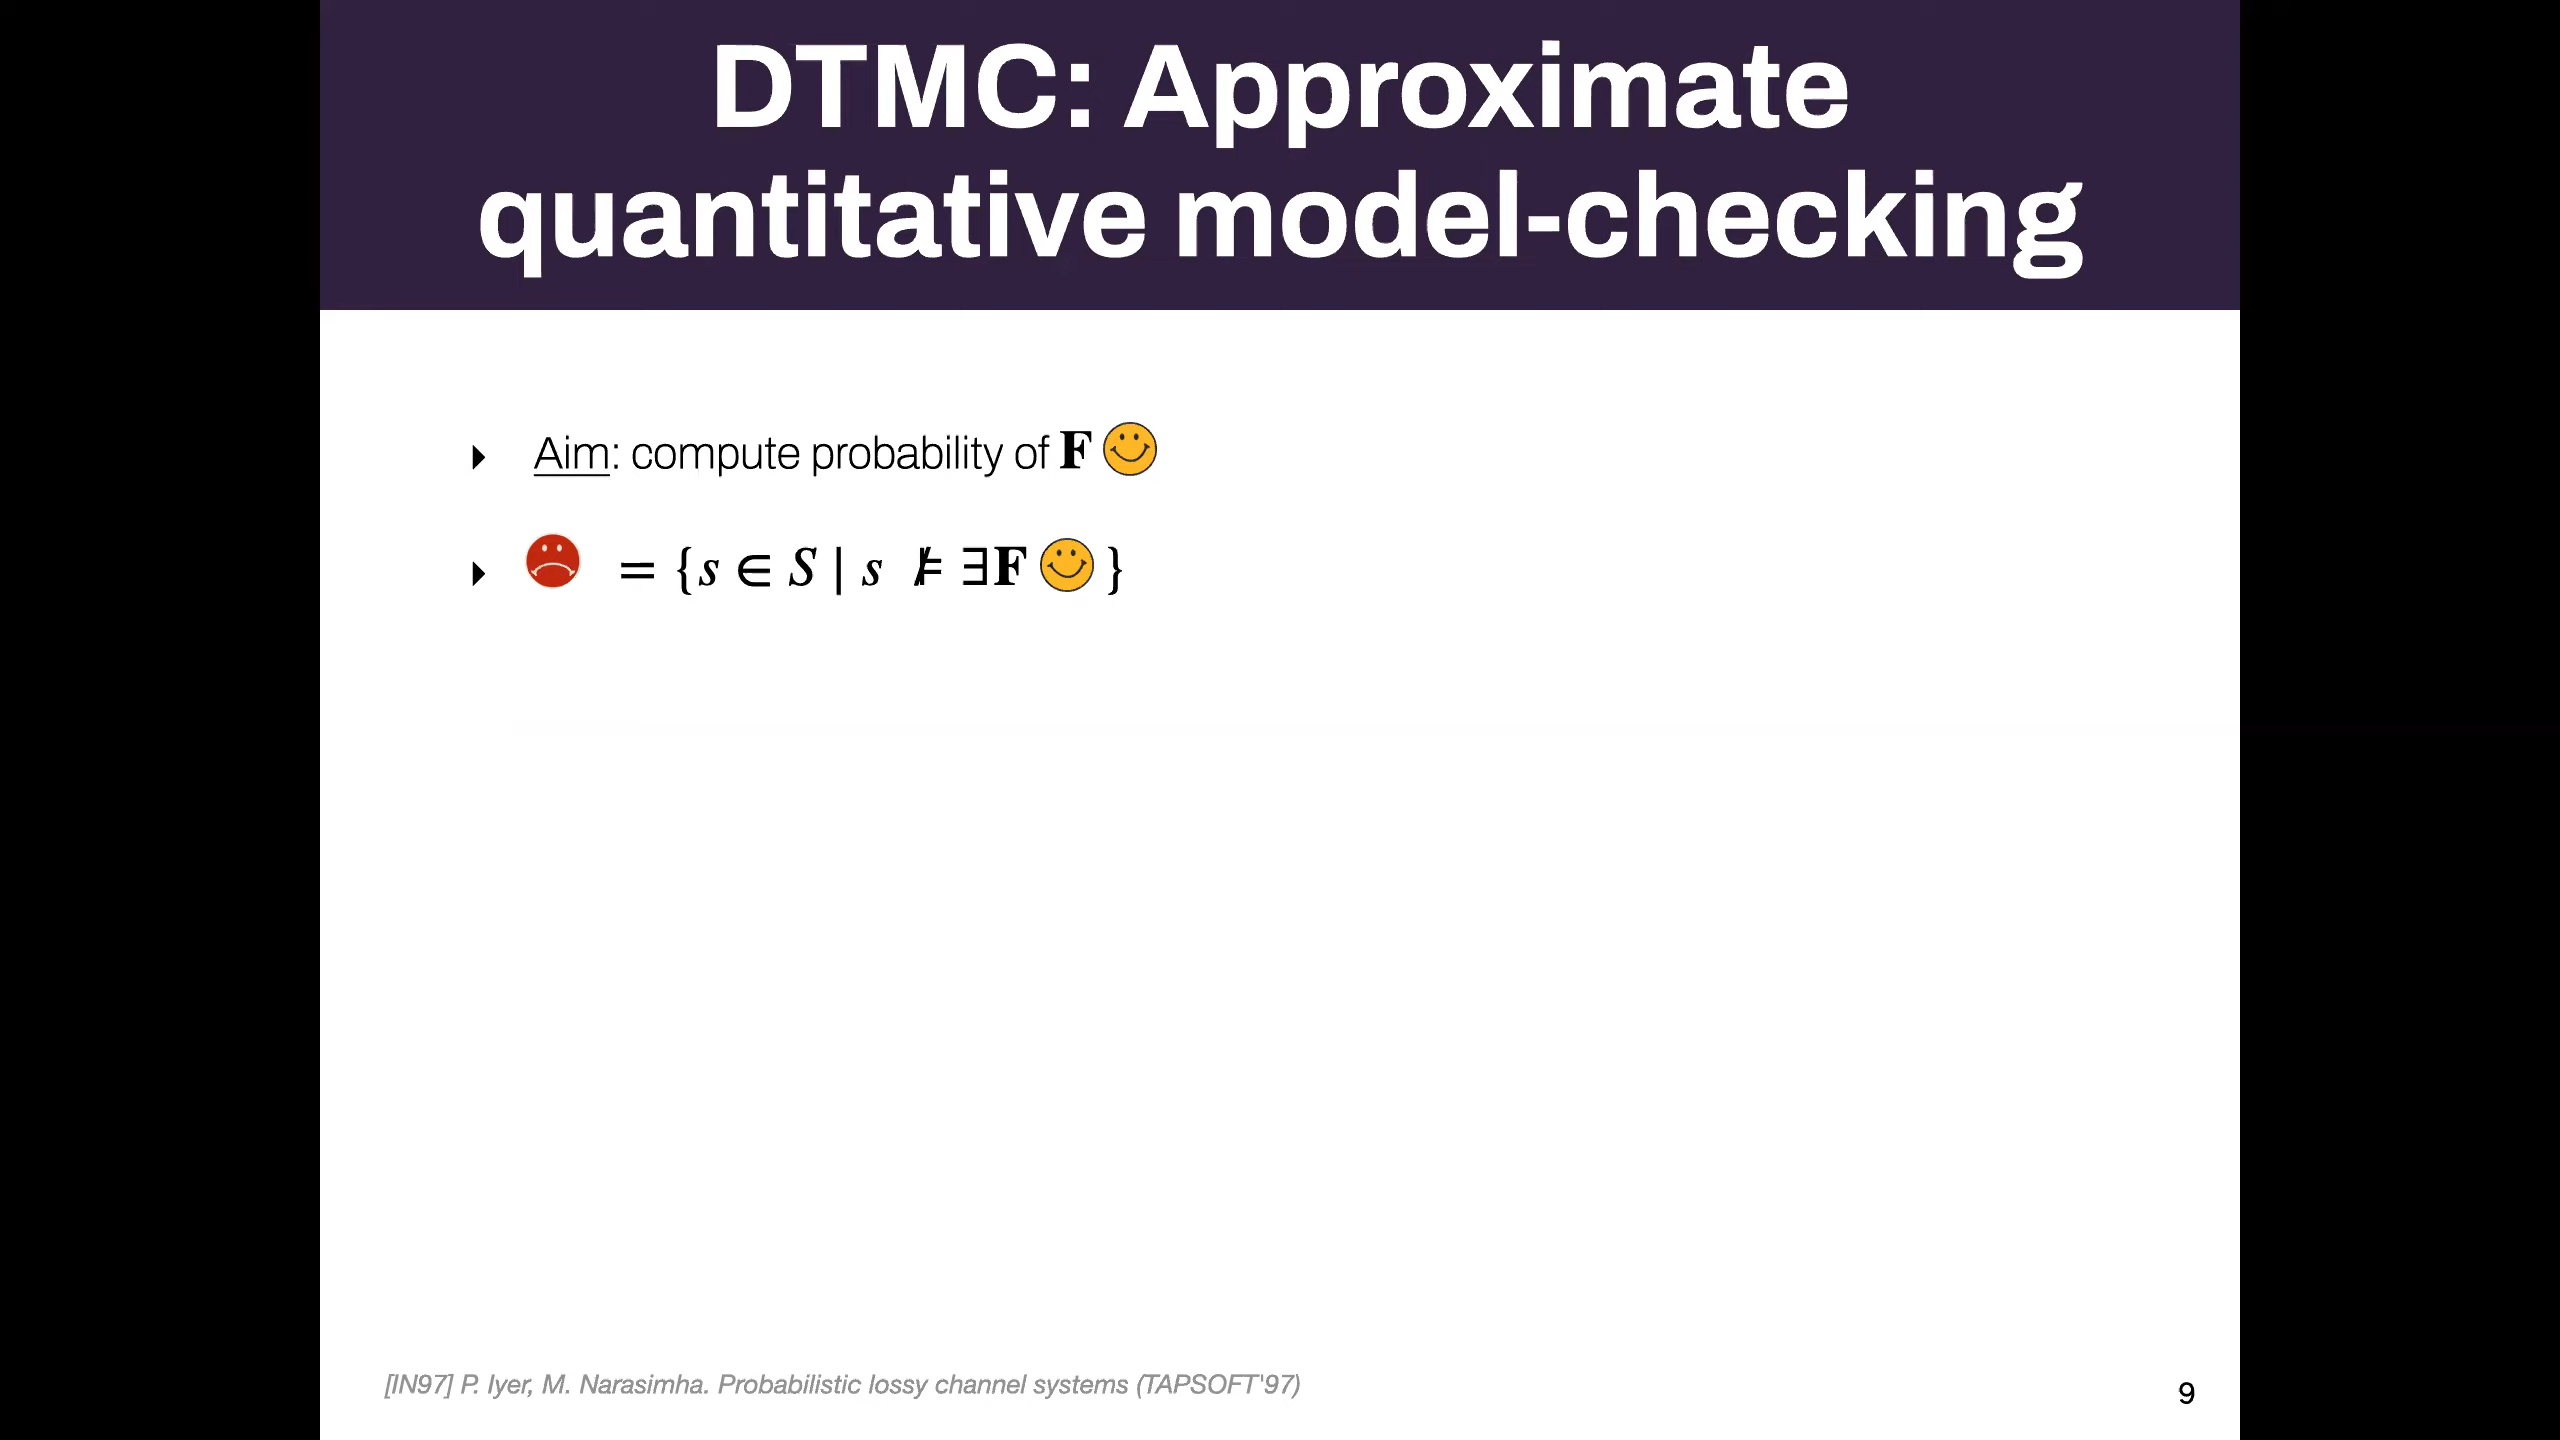 DTMC: Approximate
quantitative model-checking
Aim: compute probability of F
= {s ∈ S | s ⊭ ∃F }
[IN97] P. Iyer, M. Narasimha. Probabilistic lossy channel systems (TAPSOFT'97)
9